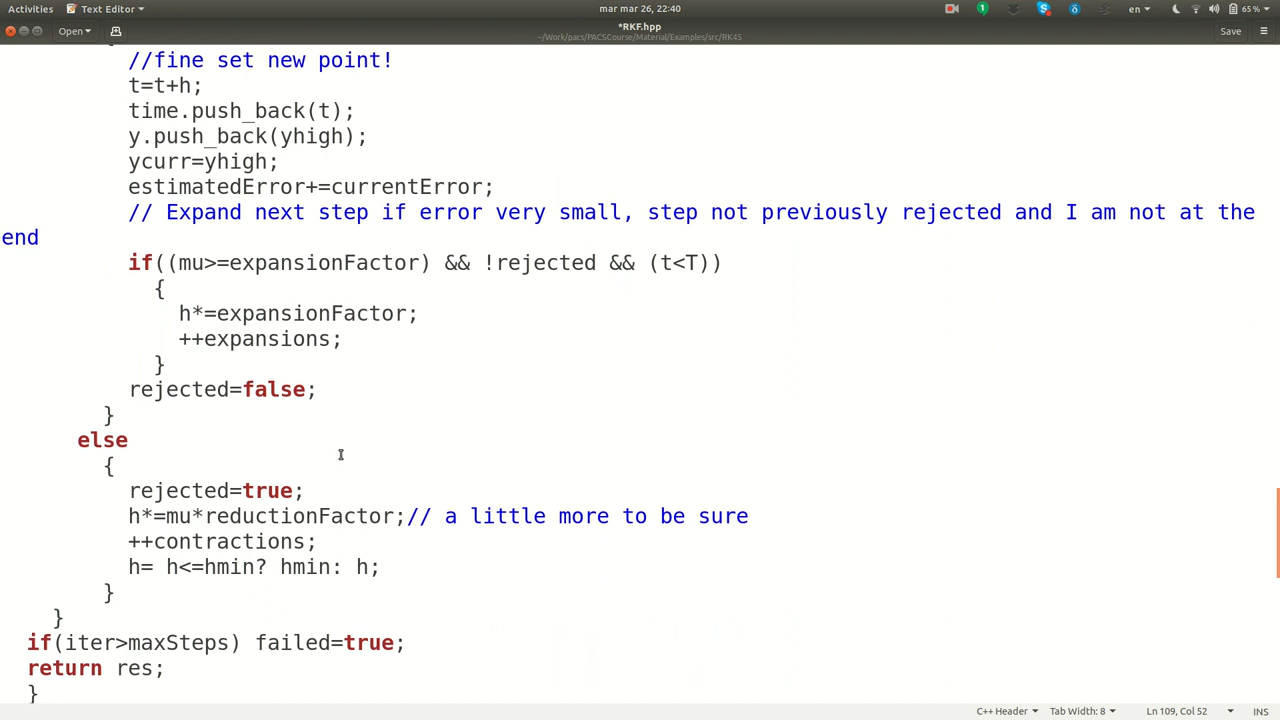 Activities
Text Editor
mar mar 26, 22:40
1
en
65 %
Open
*RKF.hpp
~/Work/pacs/PACSCourse/Material/Examples/src/RK45
Save
{
//fine set new point!
t=t+h;
time.push_back(t);
y.push_back(yhigh);
ycurr=yhigh;
estimatedError+=currentError;
// Expand next step if error very small, step not previously rejected and I am not at the
end
if((mu>=expansionFactor) && !rejected && (t<T))
{
h*=expansionFactor;
++expansions;
}
rejected=false;
}
else
{
rejected=true;
h*=mu*reductionFactor;// a little more to be sure
++contractions;
h= h<=hmin? hmin: h;
}
}
if(iter>maxSteps) failed=true;
return res;
}
C++ Header
Tab Width: 8
Ln 109, Col 52
INS